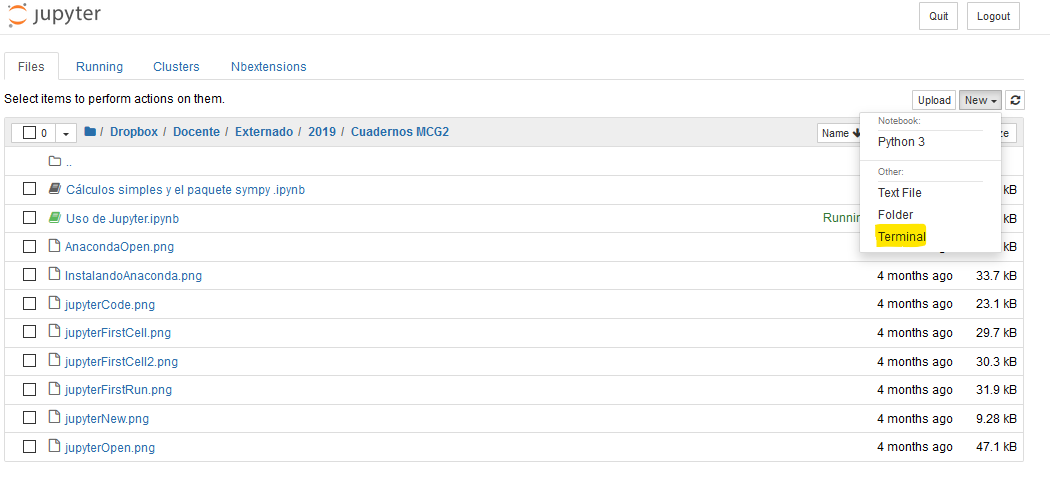 jupyter Quit Logout
Files Running Clusters Nbextensions
Select items to perform actions on them. Upload New
0 / Dropbox / Docente / Externado / 2019 / Cuadernos MCG2 Name
Notebook:
Python 3
Other:
Text File
Folder
Terminal
..
Cálculos simples y el paquete sympy .ipynb kB
Uso de Jupyter.ipynb kB
AnacondaOpen.png kB
InstalandoAnaconda.png 4 months ago 33.7 kB
jupyterCode.png 4 months ago 23.1 kB
jupyterFirstCell.png 4 months ago 29.7 kB
jupyterFirstCell2.png 4 months ago 30.3 kB
jupyterFirstRun.png 4 months ago 31.9 kB
jupyterNew.png 4 months ago 9.28 kB
jupyterOpen.png 4 months ago 47.1 kB